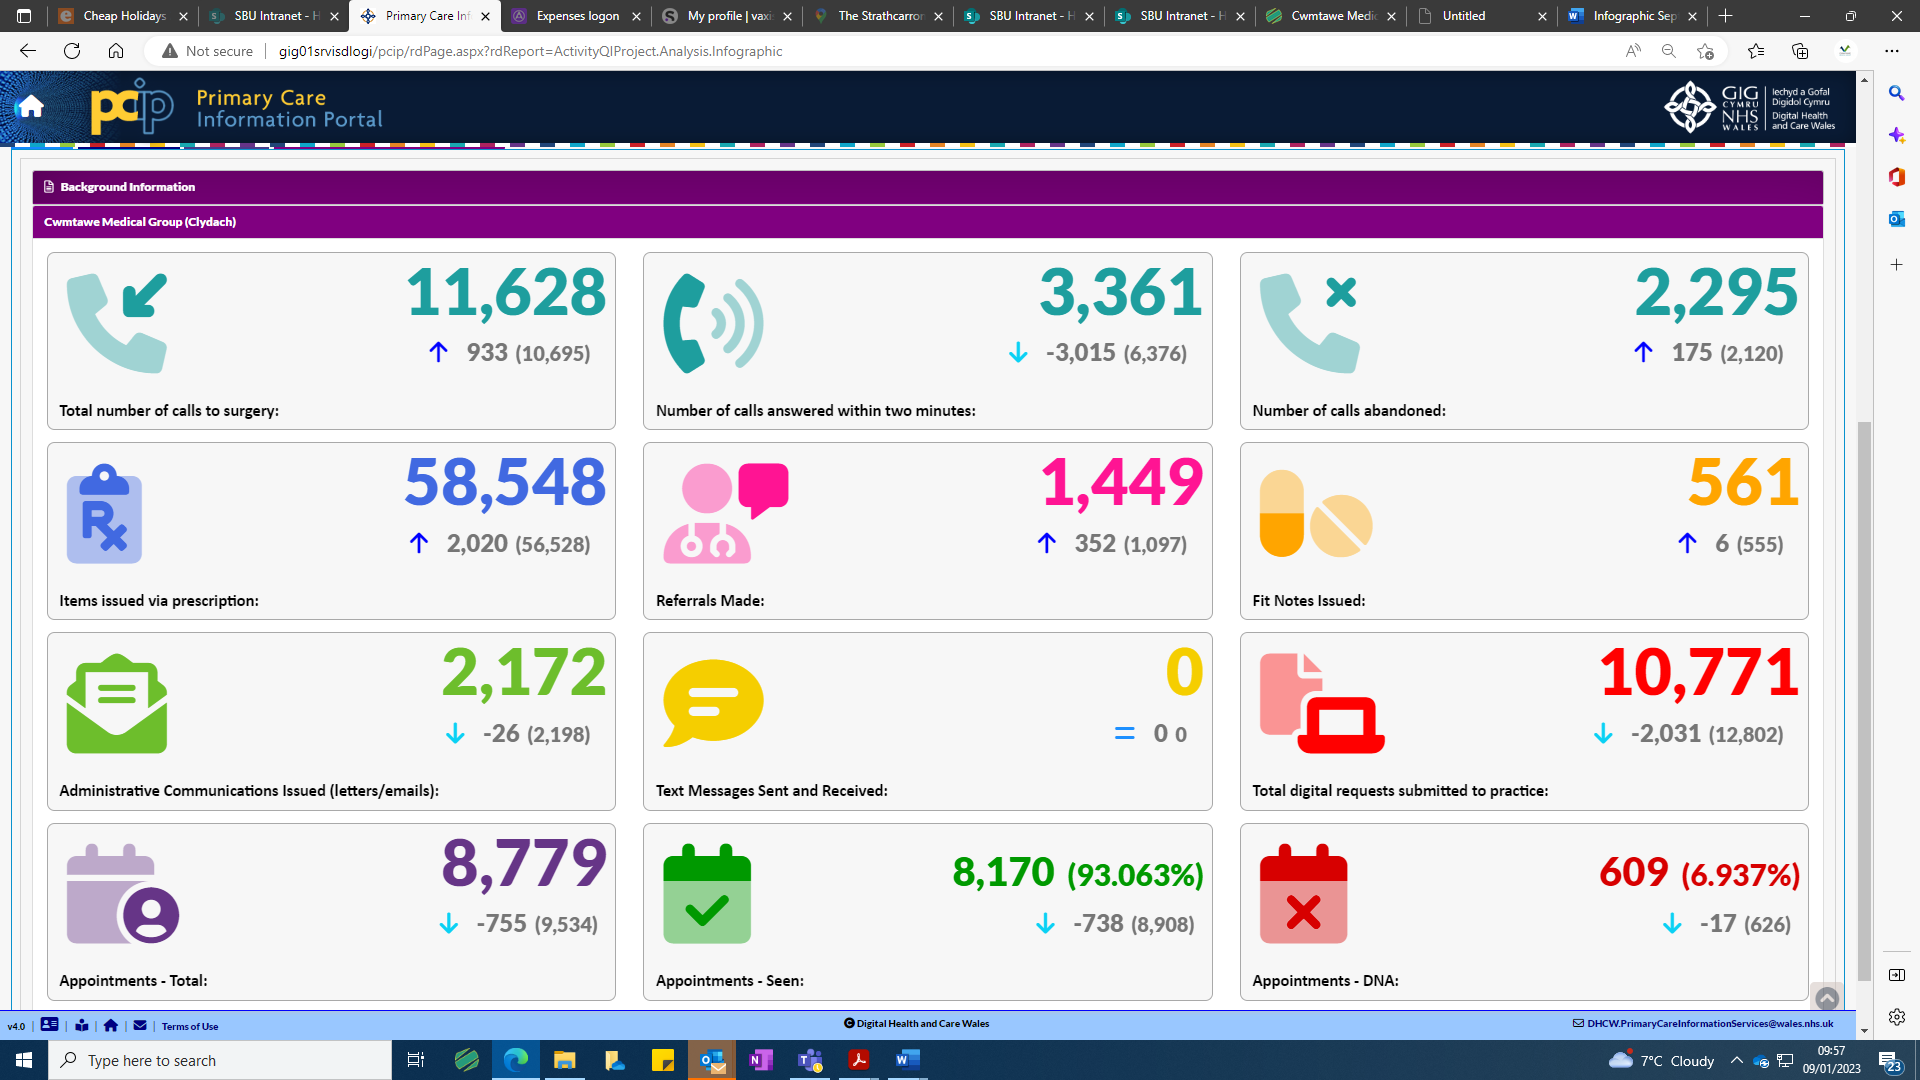 Cheap Holidays
SBU Intranet - H
Primary Care Inf
Expenses logon
My profile | vaxi
The Strathcarron
SBU Intranet - H
SBU Intranet - H
Cwmtawe Medic
Untitled
Infographic Sep
Not secure
gig01srvisdlogi/pcip/rdPage.aspx?rdReport=ActivityQIProject.Analysis.Infographic
pcip
Primary Care
Information Portal
GIG
CYMRU
NHS
WALES
Iechyd a Gofal
Digidol Cymru
Digital Health
and Care Wales
Background Information
Cwmtawe Medical Group (Clydach)
11,628
933 (10,695)
Total number of calls to surgery:
3,361
-3,015 (6,376)
Number of calls answered within two minutes:
2,295
175 (2,120)
Number of calls abandoned:
58,548
2,020 (56,528)
Items issued via prescription:
1,449
352 (1,097)
Referrals Made:
561
6 (555)
Fit Notes Issued:
2,172
-26 (2,198)
Administrative Communications Issued (letters/emails):
0
= 0 0
Text Messages Sent and Received:
10,771
-2,031 (12,802)
Total digital requests submitted to practice:
8,779
-755 (9,534)
Appointments - Total:
8,170 (93.063%)
-738 (8,908)
Appointments - Seen:
609 (6.937%)
-17 (626)
Appointments - DNA:
v4.0 | | | | | Terms of Use
Digital Health and Care Wales
DHCW.PrimaryCareInformationServices@wales.nhs.uk
Type here to search
7°C Cloudy
09:57
09/01/2023
23